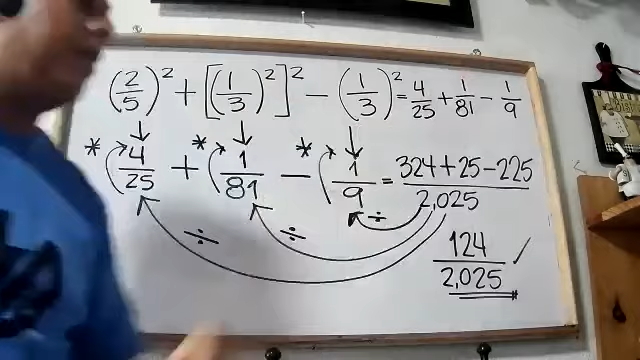 (2/5)² + [(1/3)²]² − (1/3)² = 4/25 + 1/81 − 1/9
* 4/25 + * 1/81 − * 1/9 = 324+25−225/2,025
÷ ÷ ÷
124/2,025 ✓